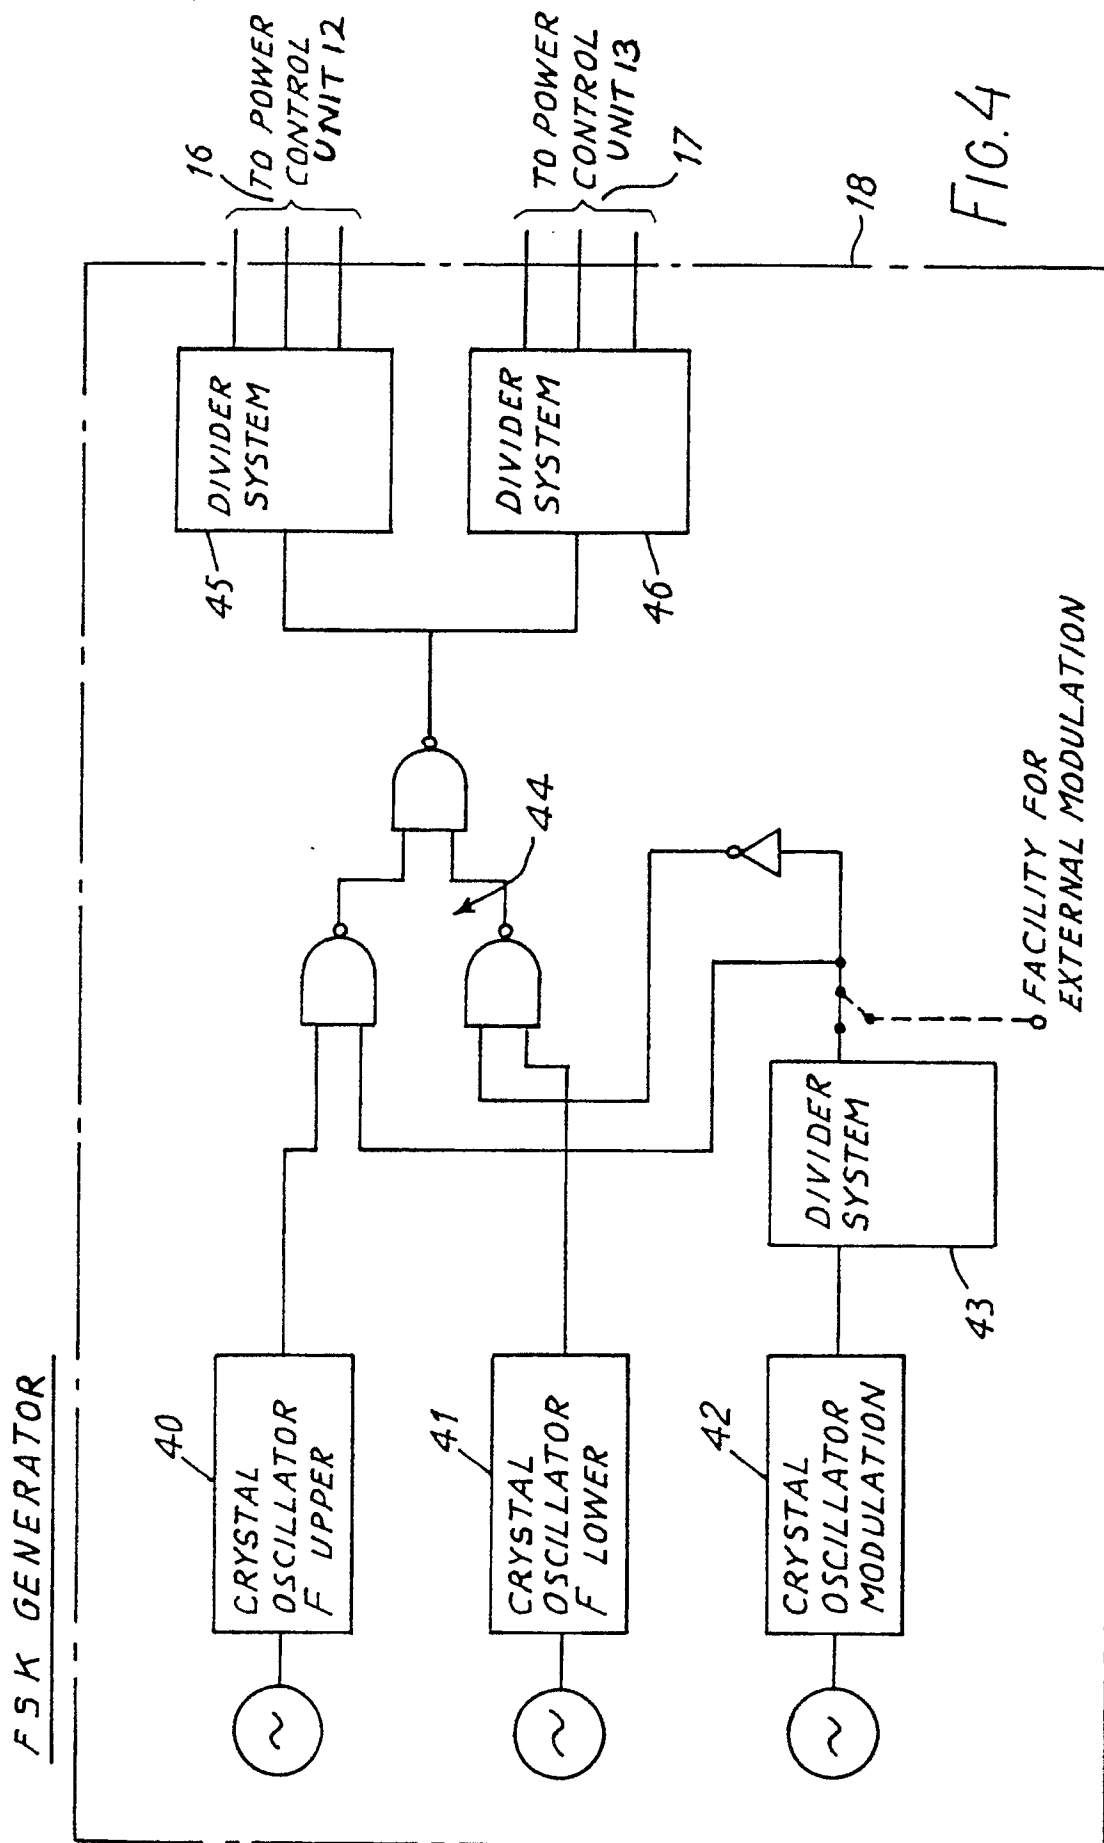 FSK GENERATOR
40
CRYSTAL
OSCILLATOR
F UPPER
41
CRYSTAL
OSCILLATOR
F LOWER
42
CRYSTAL
OSCILLATOR
MODULATION
43
DIVIDER
SYSTEM
44
FACILITY FOR
EXTERNAL MODULATION
45
DIVIDER
SYSTEM
46
DIVIDER
SYSTEM
16
TO POWER
CONTROL
UNIT 12
TO POWER
CONTROL
UNIT 13
17
18
FIG. 4